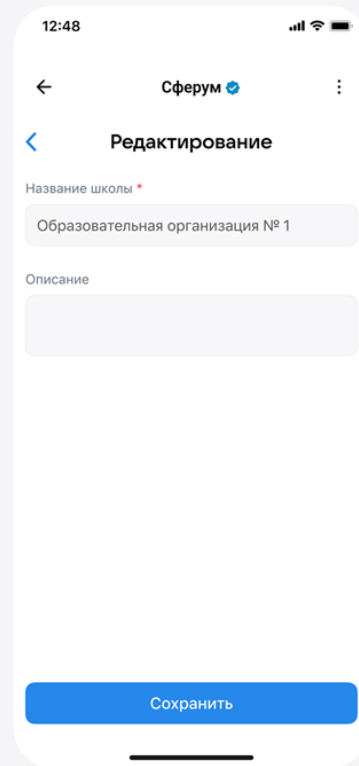 12:48
Сферум
Редактирование
Название школы *
Образовательная организация № 1
Описание
Сохранить